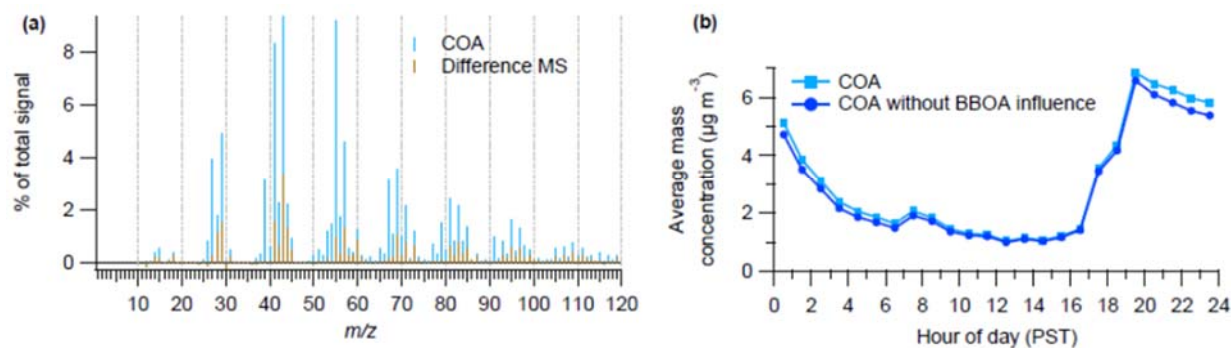 (a)
% of total signal
8
6
4
2
0
COA
Difference MS
10 20 30 40 50 60 70 80 90 100 110 120
m/z
(b)
Average mass
concentration (µg m⁻³)
6
4
2
0
COA
COA without BBOA influence
0 2 4 6 8 10 12 14 16 18 20 22 24
Hour of day (PST)